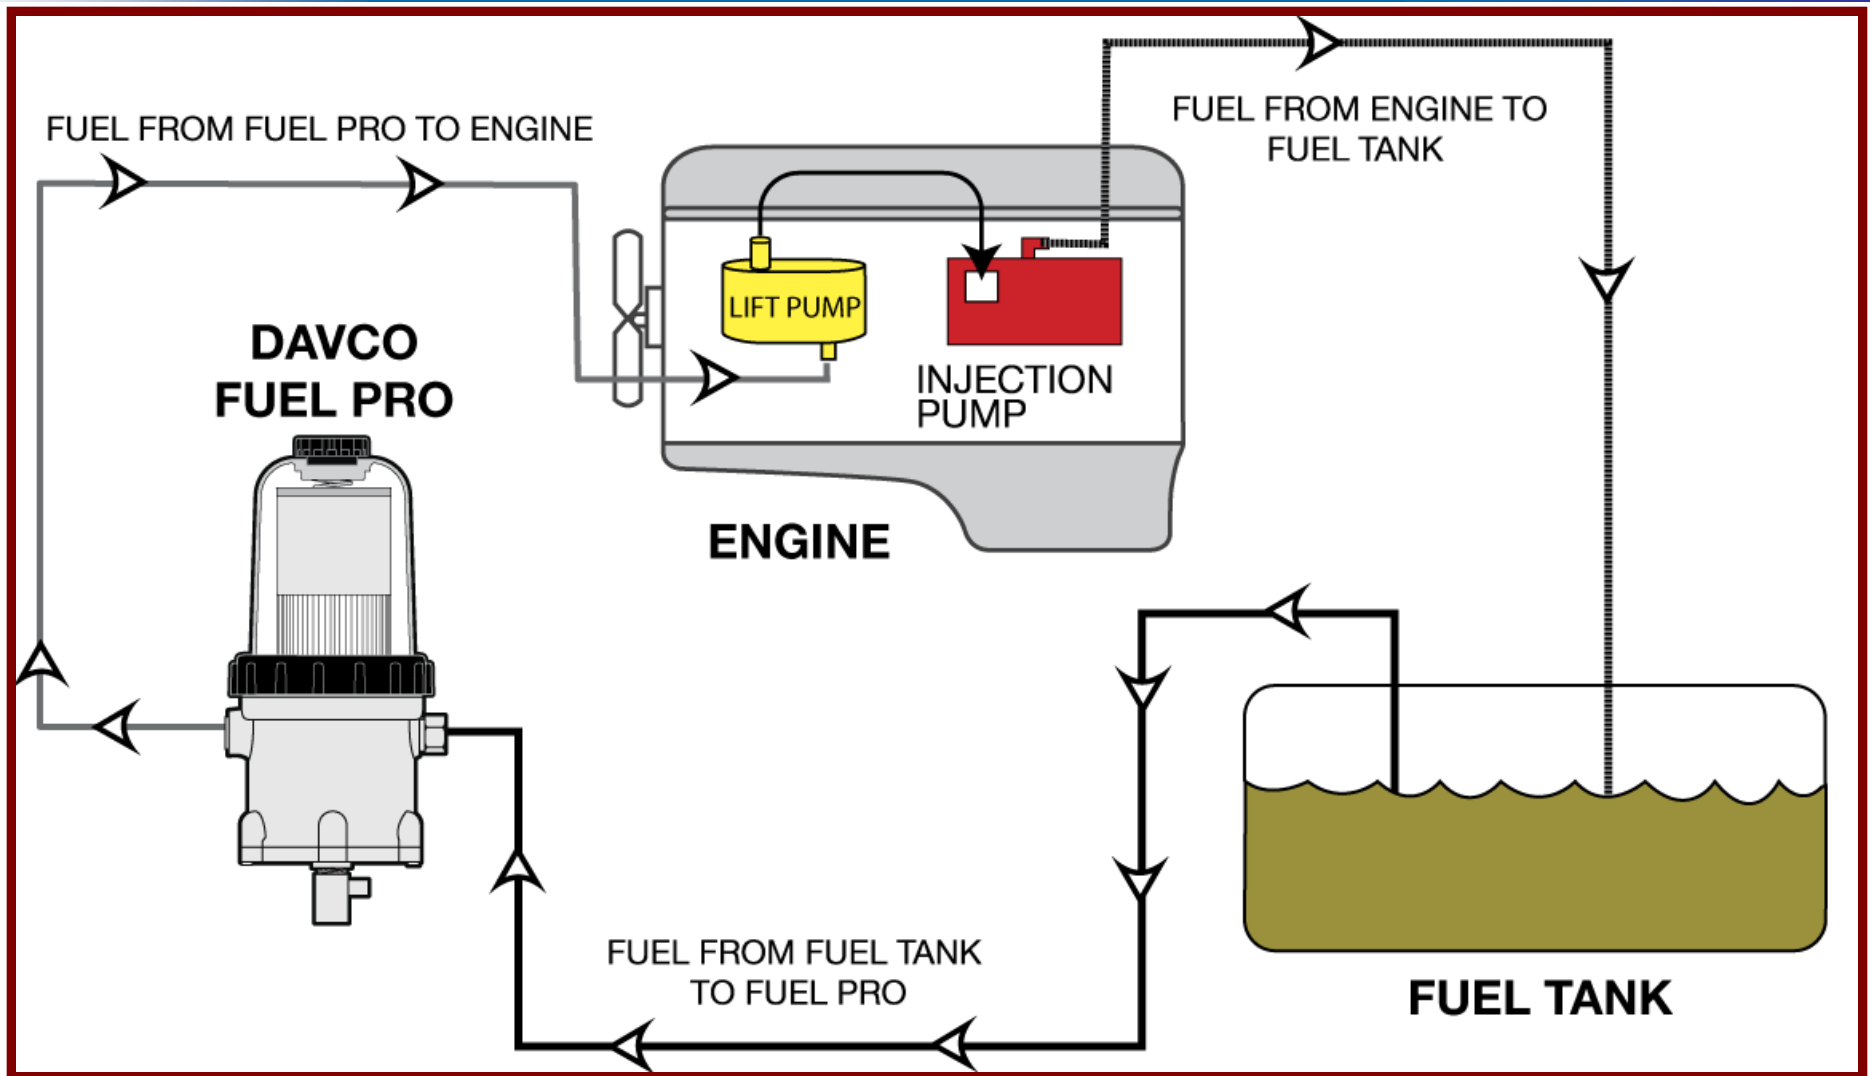 FUEL FROM FUEL PRO TO ENGINE
FUEL FROM ENGINE TO
FUEL TANK
LIFT PUMP
INJECTION
PUMP
DAVCO
FUEL PRO
ENGINE
FUEL FROM FUEL TANK
TO FUEL PRO
FUEL TANK